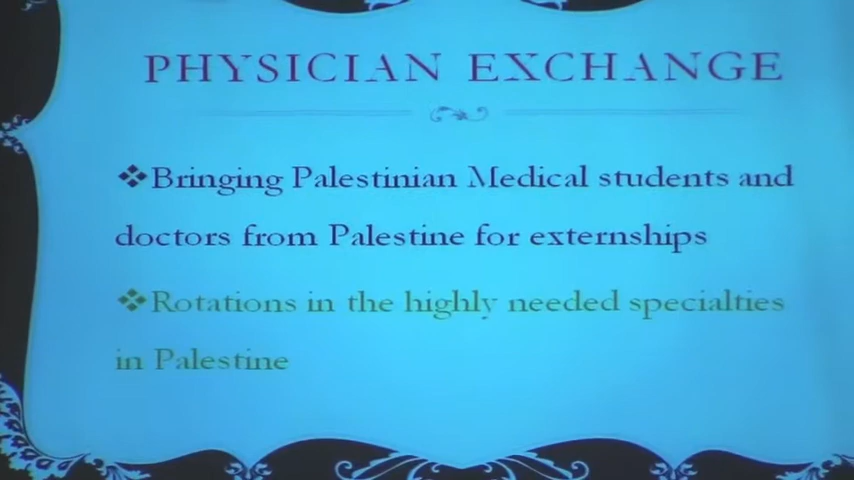 PHYSICIAN EXCHANGE
❖Bringing Palestinian Medical students and
doctors from Palestine for externships
❖Rotations in the highly needed specialties
in Palestine